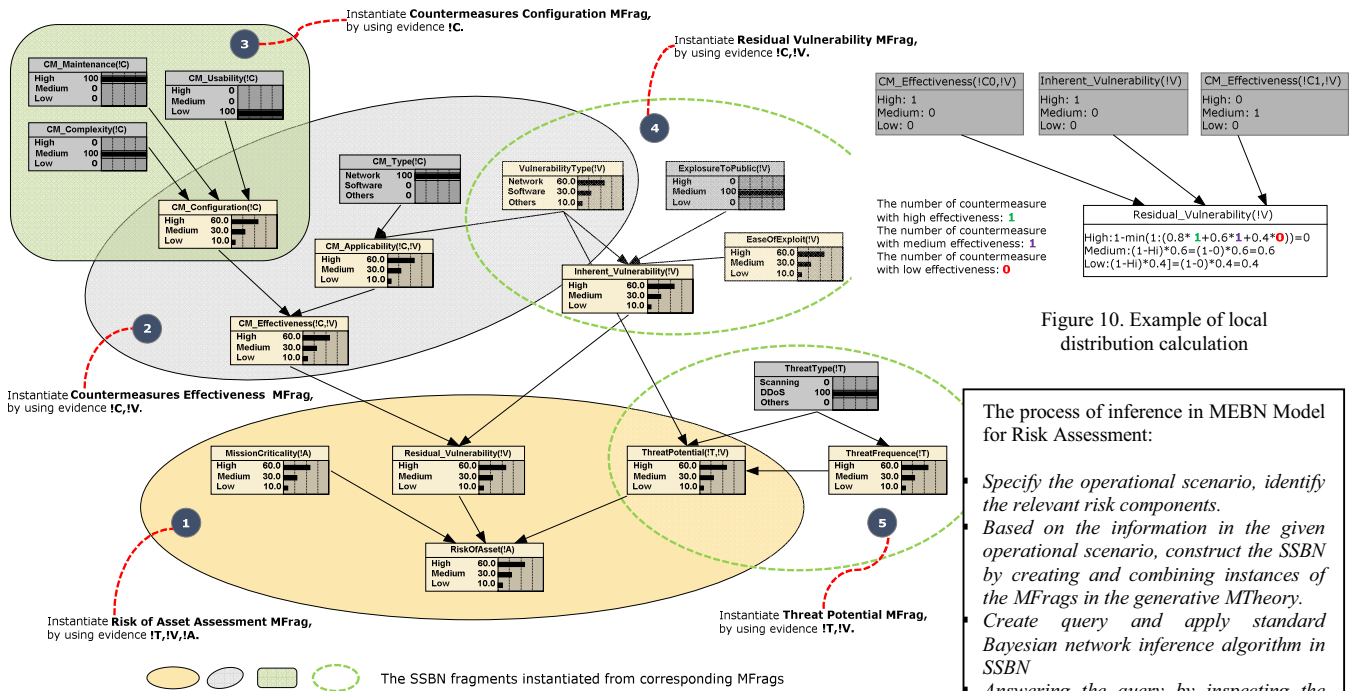 Instantiate Countermeasures Configuration MFrag,
by using evidence !C.
3
CM_Maintenance(!C)
High 100
Medium 0
Low 0
CM_Usability(!C)
High 0
Medium 0
Low 100
CM_Complexity(!C)
High 0
Medium 100
Low 0
CM_Configuration(!C)
High 60.0
Medium 30.0
Low 10.0
Instantiate Residual Vulnerability MFrag,
by using evidence !C,!V.
4
CM_Type(!C)
Network 100
Software 0
Others 0
VulnerabilityType(!V)
Network 60.0
Software 30.0
Others 10.0
ExplosureToPublic(!V)
High 0
Medium 100
Low 0
CM_Applicability(!C,!V)
High 60.0
Medium 30.0
Low 10.0
EaseOfExploit(!V)
High 60.0
Medium 30.0
Low 10.0
Inherent_Vulnerability(!V)
High 60.0
Medium 30.0
Low 10.0
2
CM_Effectiveness(!C,!V)
High 60.0
Medium 30.0
Low 10.0
Instantiate Countermeasures Effectiveness MFrag,
by using evidence !C,!V.
ThreatType(!T)
Scanning 0
DDoS 100
Others 0
MissionCriticality(!A)
High 60.0
Medium 30.0
Low 10.0
Residual_Vulnerability(!V)
High 60.0
Medium 30.0
Low 10.0
ThreatPotential(!T,!V)
High 60.0
Medium 30.0
Low 10.0
ThreatFrequence(!T)
High 60.0
Medium 30.0
Low 10.0
1
5
RiskOfAsset(!A)
High 60.0
Medium 30.0
Low 10.0
Instantiate Risk of Asset Assessment MFrag,
by using evidence !T,!V,!A.
Instantiate Threat Potential MFrag,
by using evidence !T,!V.
The SSBN fragments instantiated from corresponding MFrags
CM_Effectiveness(!C0,!V)
High: 1
Medium: 0
Low: 0
Inherent_Vulnerability(!V)
High: 1
Medium: 0
Low: 0
CM_Effectiveness(!C1,!V)
High: 0
Medium: 1
Low: 0
The number of countermeasure
with high effectiveness: 1
The number of countermeasure
with medium effectiveness: 1
The number of countermeasure
with low effectiveness: 0
Residual_Vulnerability(!V)
High:1-min(1:(0.8* 1+0.6*1+0.4*0))=0
Medium:(1-Hi)*0.6=(1-0)*0.6=0.6
Low:(1-Hi)*0.4]=(1-0)*0.4=0.4
Figure 10. Example of local
distribution calculation
The process of inference in MEBN Model
for Risk Assessment:
Specify the operational scenario, identify
the relevant risk components.
Based on the information in the given
operational scenario, construct the SSBN
by creating and combining instances of
the MFrags in the generative MTheory.
Create query and apply standard
Bayesian network inference algorithm in
SSBN
Answering the query by inspecting the